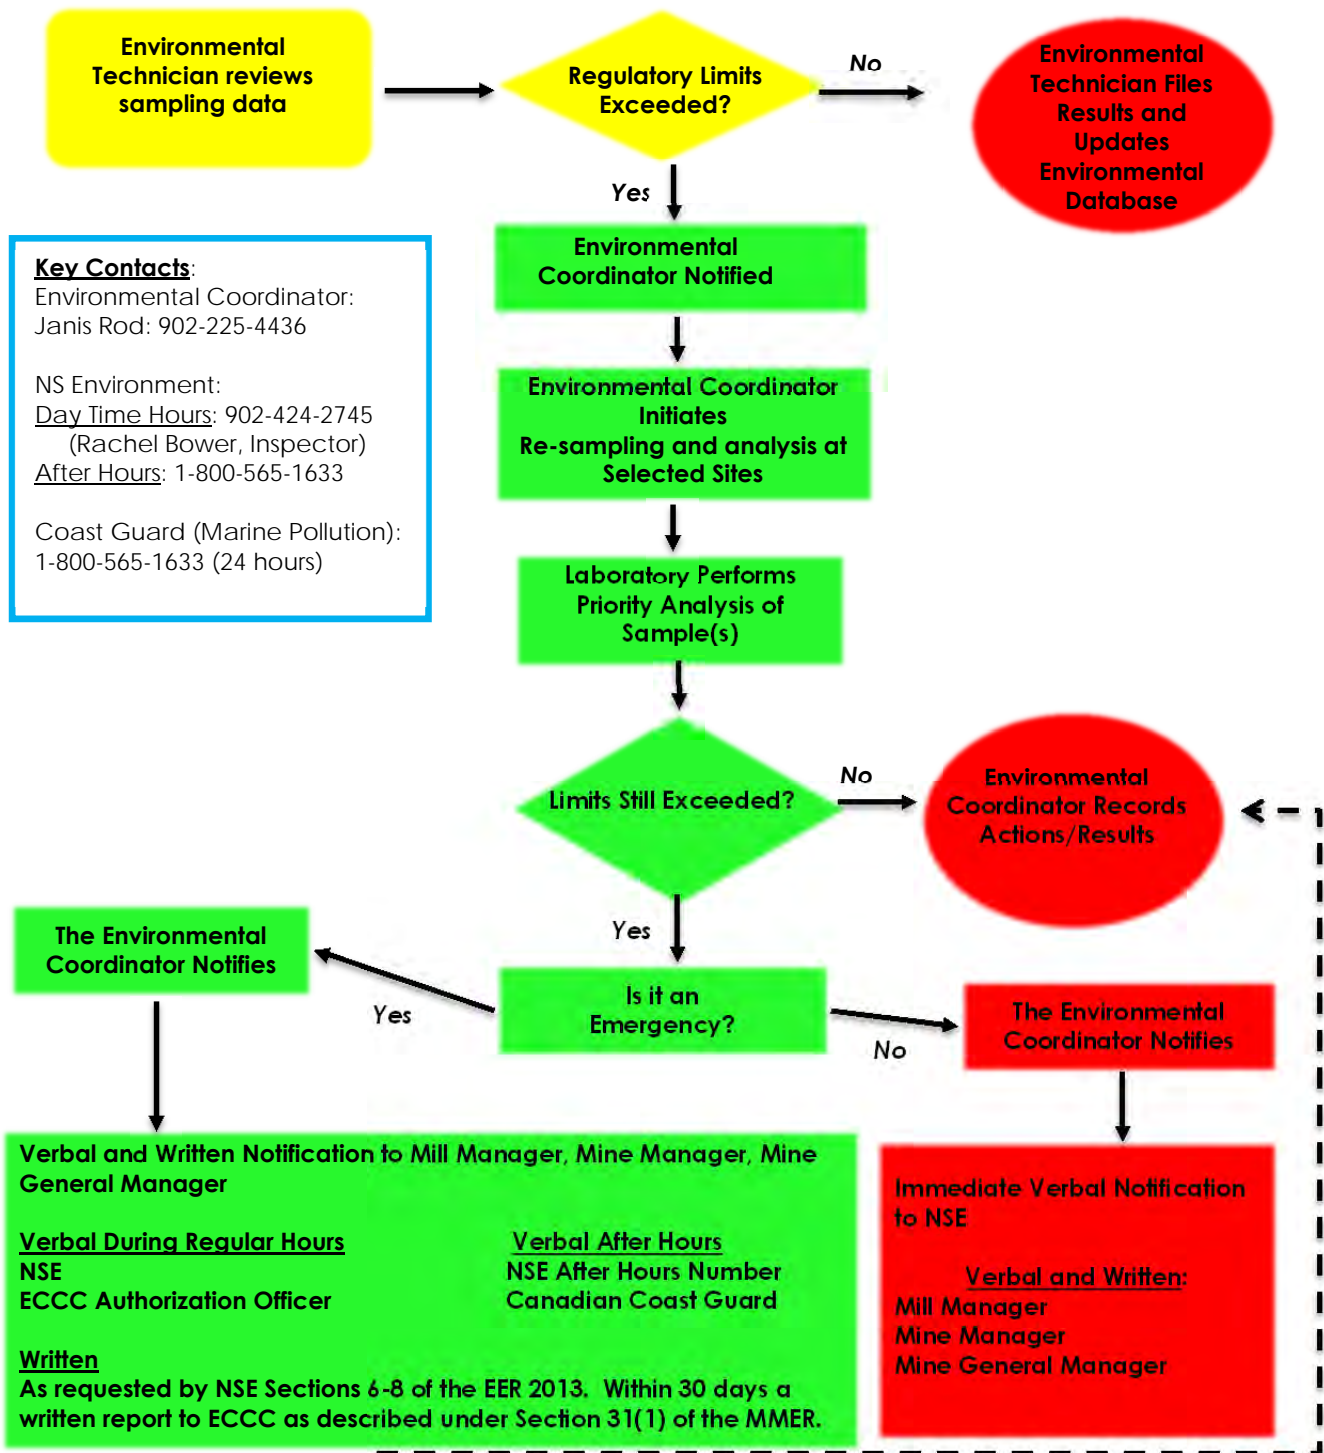 Environmental
Technician reviews
sampling data
Regulatory Limits
Exceeded?
No
Environmental
Technician Files
Results and
Updates
Environmental
Database
Yes
Environmental
Coordinator Notified
Key Contacts:
Environmental Coordinator:
Janis Rod: 902-225-4436
NS Environment:
Day Time Hours: 902-424-2745
(Rachel Bower, Inspector)
After Hours: 1-800-565-1633
Coast Guard (Marine Pollution):
1-800-565-1633 (24 hours)
Environmental Coordinator
Initiates
Re-sampling and analysis at
Selected Sites
Laboratory Performs
Priority Analysis of
Sample(s)
Limits Still Exceeded?
No
Environmental
Coordinator Records
Actions/Results
Yes
Is it an
Emergency?
Yes
The Environmental
Coordinator Notifies
No
The Environmental
Coordinator Notifies
Verbal and Written Notification to Mill Manager, Mine Manager, Mine
General Manager
Verbal During Regular Hours
NSE
ECCC Authorization Officer
Verbal After Hours
NSE After Hours Number
Canadian Coast Guard
Written
As requested by NSE Sections 6-8 of the EER 2013. Within 30 days a
written report to ECCC as described under Section 31(1) of the MMER.
Immediate Verbal Notification
to NSE
Verbal and Written:
Mill Manager
Mine Manager
Mine General Manager